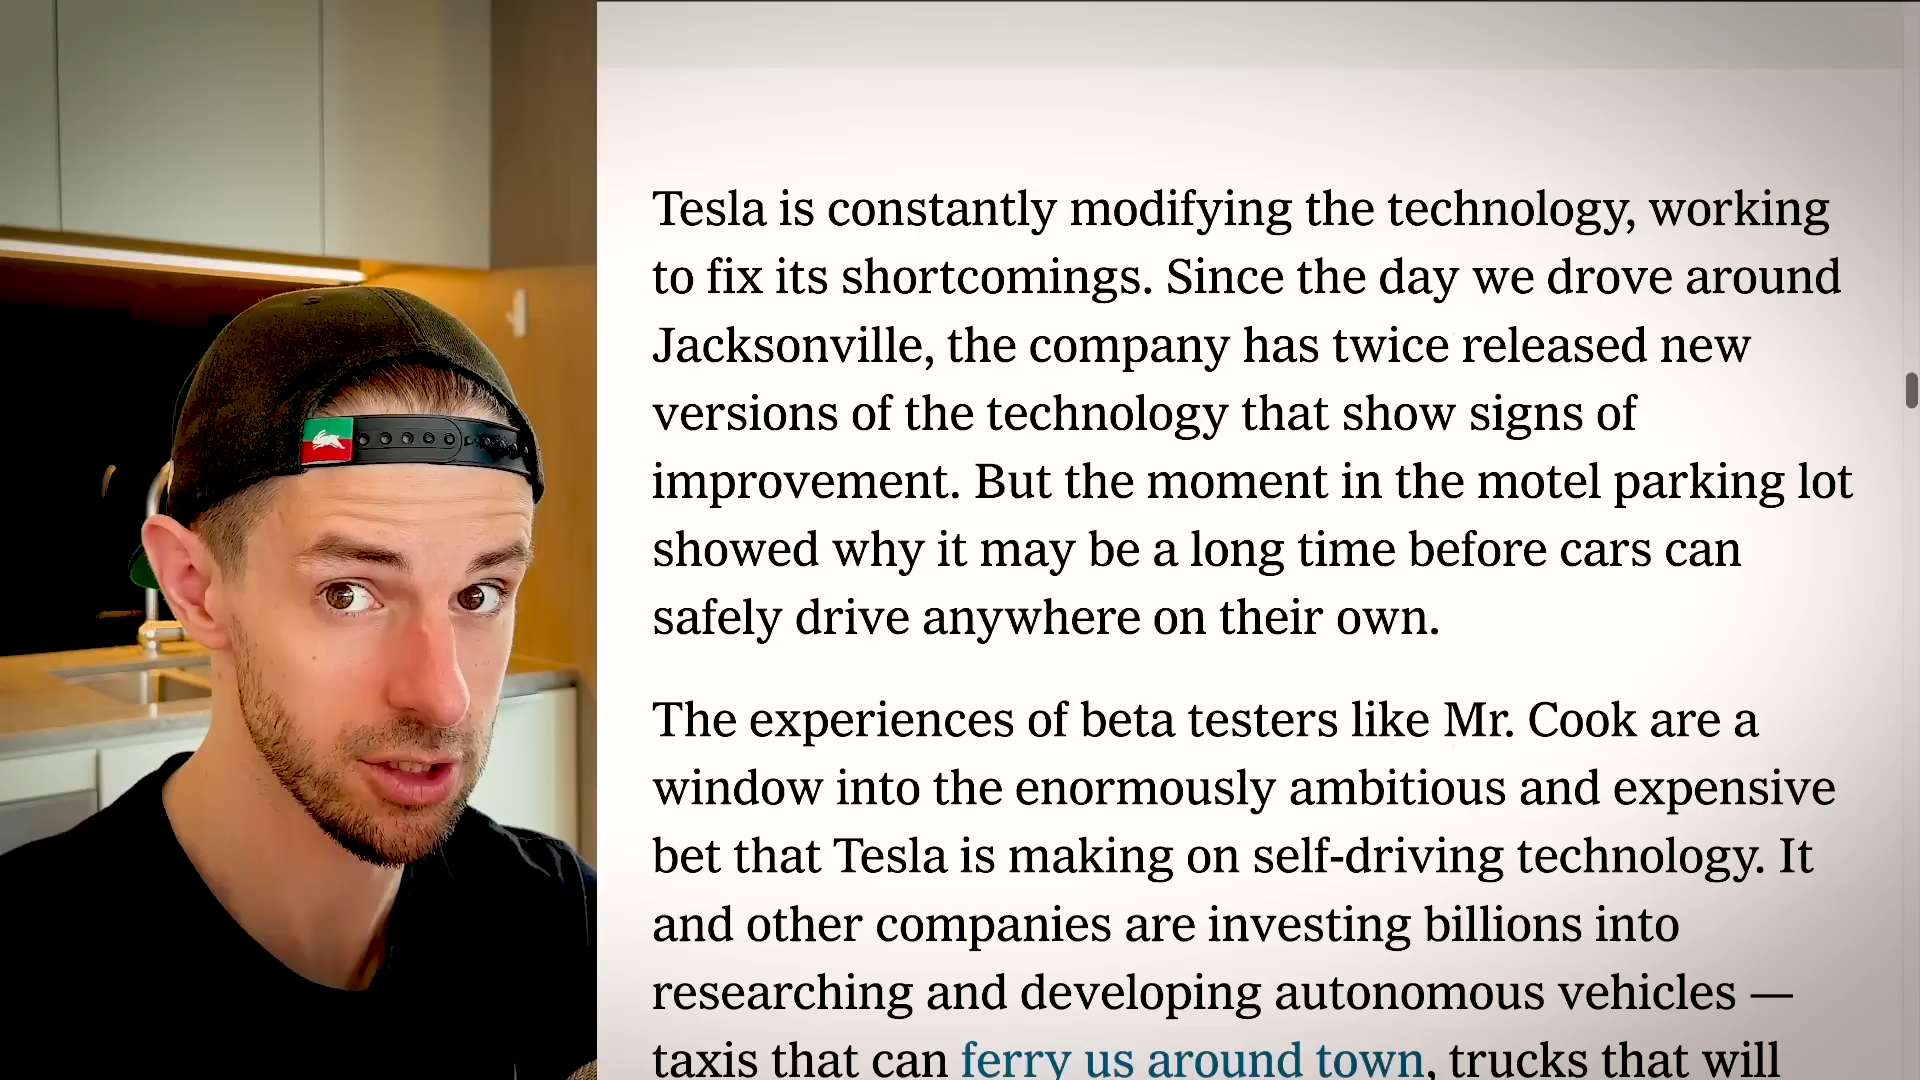 Tesla is constantly modifying the technology, working
to fix its shortcomings. Since the day we drove around
Jacksonville, the company has twice released new
versions of the technology that show signs of
improvement. But the moment in the motel parking lot
showed why it may be a long time before cars can
safely drive anywhere on their own.
The experiences of beta testers like Mr. Cook are a
window into the enormously ambitious and expensive
bet that Tesla is making on self-driving technology. It
and other companies are investing billions into
researching and developing autonomous vehicles —
taxis that can ferry us around town, trucks that will